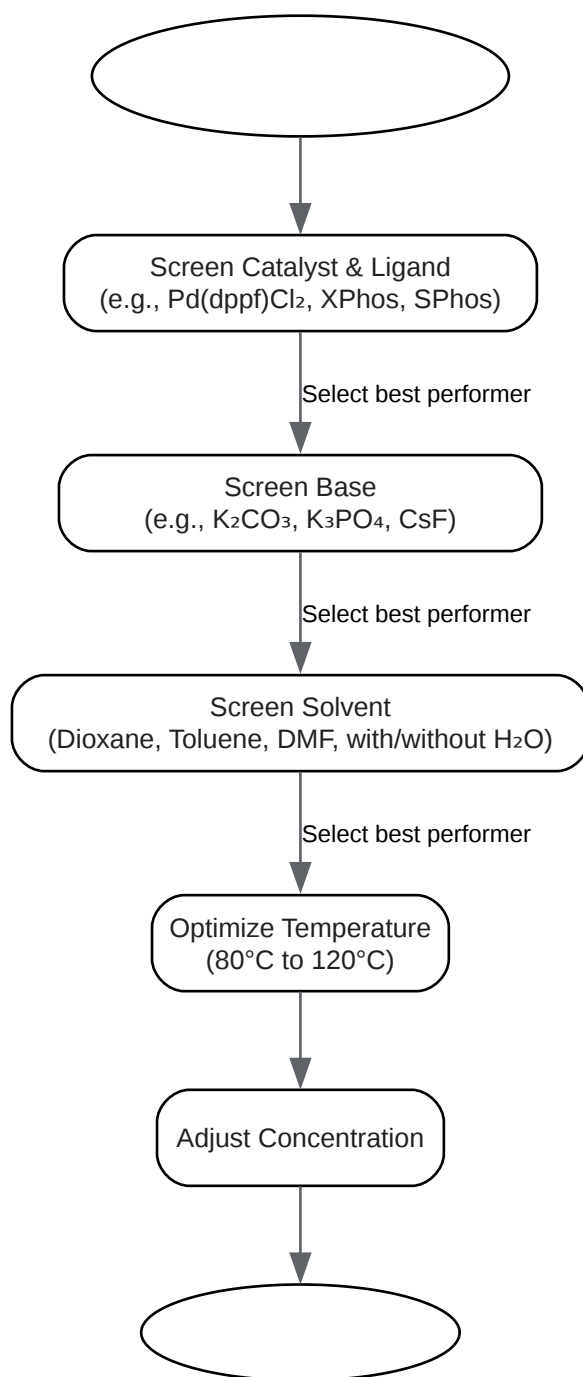 Screen Catalyst & Ligand
(e.g., Pd(dppf)Cl₂, XPhos, SPhos)
Select best performer
Screen Base
(e.g., K₂CO₃, K₃PO₄, CsF)
Select best performer
Screen Solvent
(Dioxane, Toluene, DMF, with/without H₂O)
Select best performer
Optimize Temperature
(80°C to 120°C)
Adjust Concentration